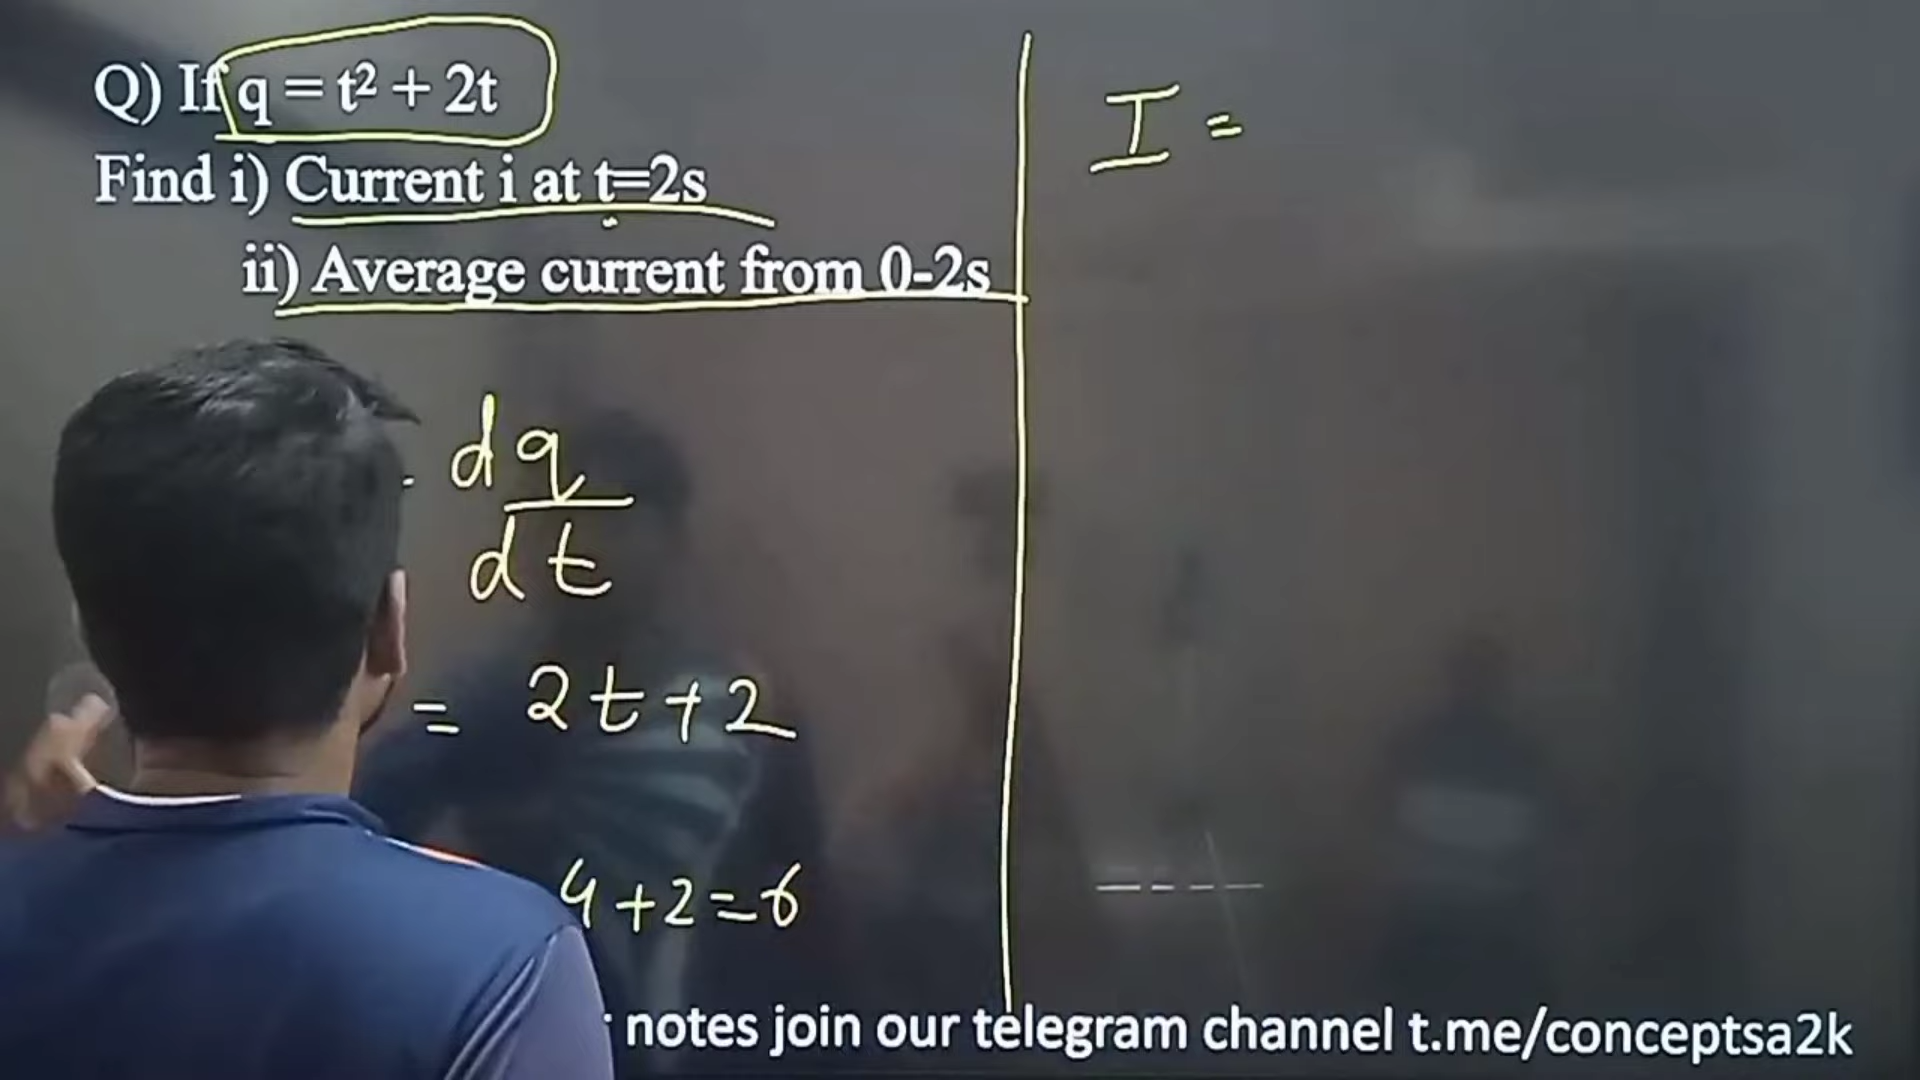 Q) If q = t² + 2t
Find i) Current i at t=2s
ii) Average current from 0-2s
dq
dt
= 2t+2
4+2=6
I =
notes join our telegram channel t.me/conceptsa2k